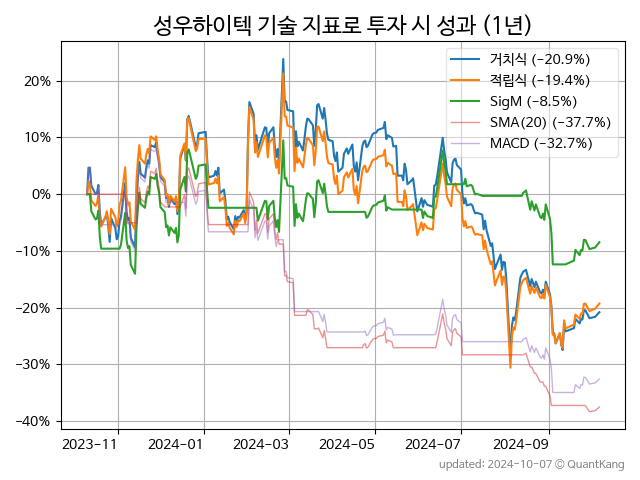 성우하이텍 기술 지표로 투자 시 성과 (1년)
거치식 (−20.9%)
적립식 (−19.4%)
SigM (−8.5%)
SMA(20) (−37.7%)
MACD (−32.7%)
20%
10%
0%
−10%
−20%
−30%
−40%
2023−11
2024−01
2024−03
2024−05
2024−07
2024−09
updated: 2024-10-07 © QuantKang